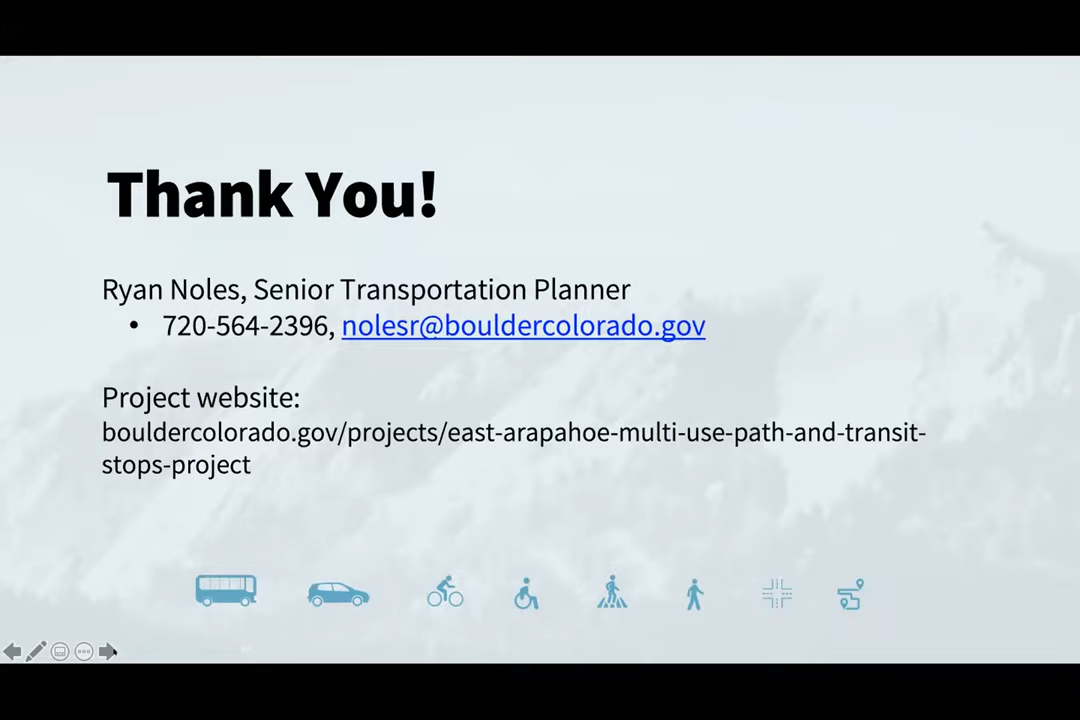 Thank You!
Ryan Noles, Senior Transportation Planner
• 720-564-2396, nolesr@bouldercolorado.gov
Project website:
bouldercolorado.gov/projects/east-arapahoe-multi-use-path-and-transit-
stops-project